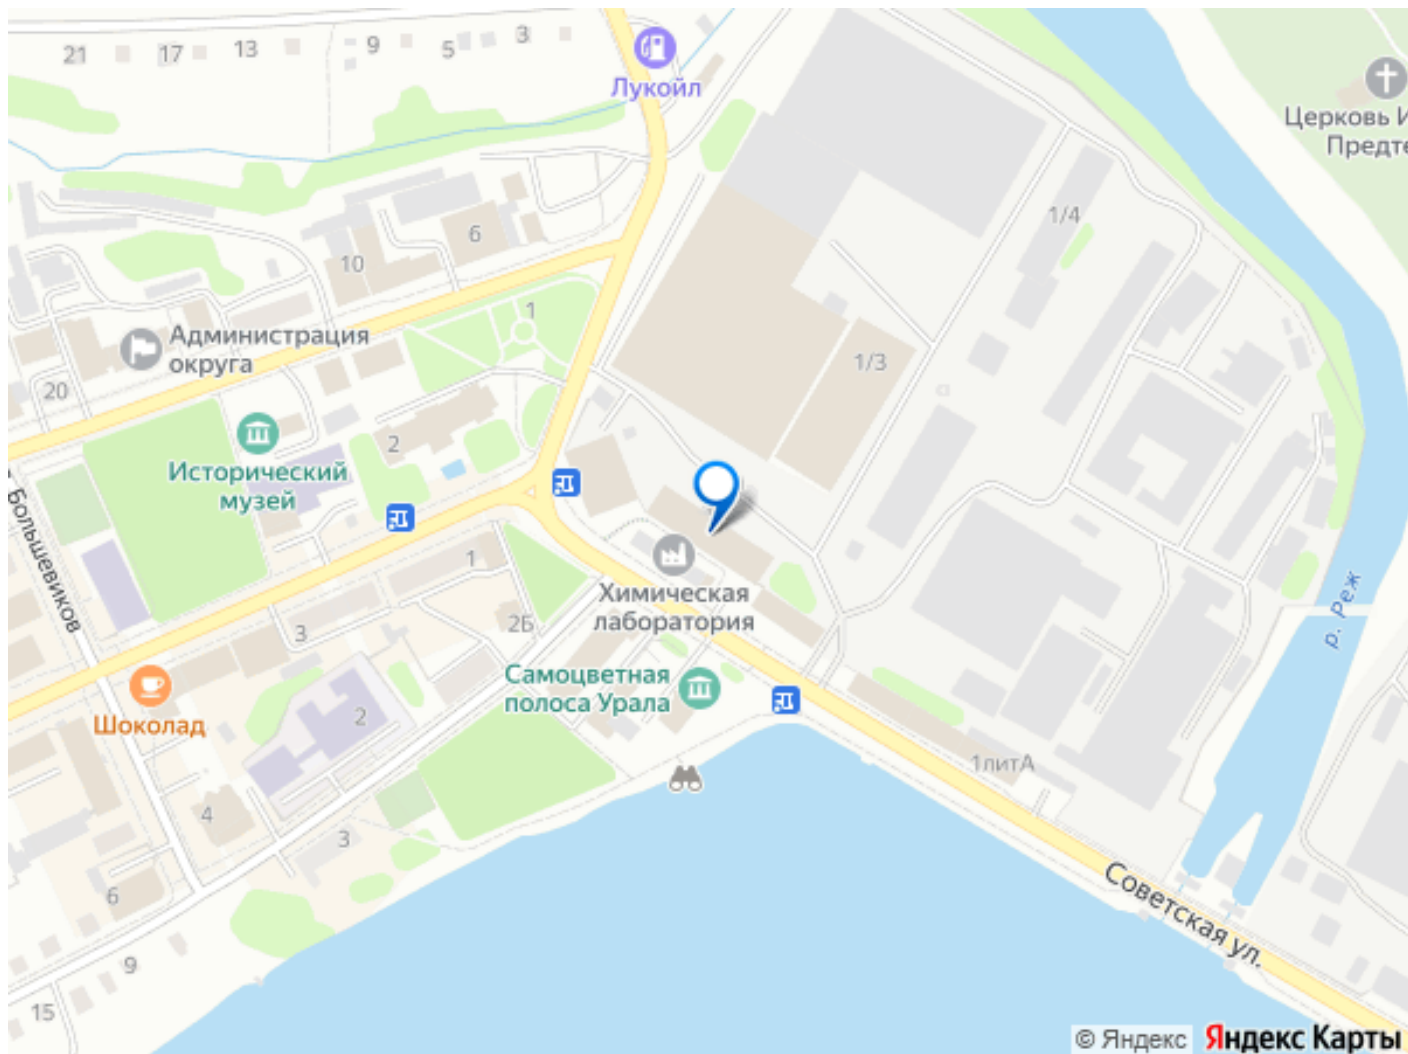 21
17
13
9
5
3
Лукойл
Церковь И
Предте
1/4
6
10
1
Администрация
округа
1/3
20
2
Исторический
музей
Большевиков
1
Химическая
лаборатория
2Б
3
р. Реж
Самоцветная
полоса Урала
2
Шоколад
1литА
4
3
6
Советская ул.
9
15
© Яндекс
Яндекс Карты